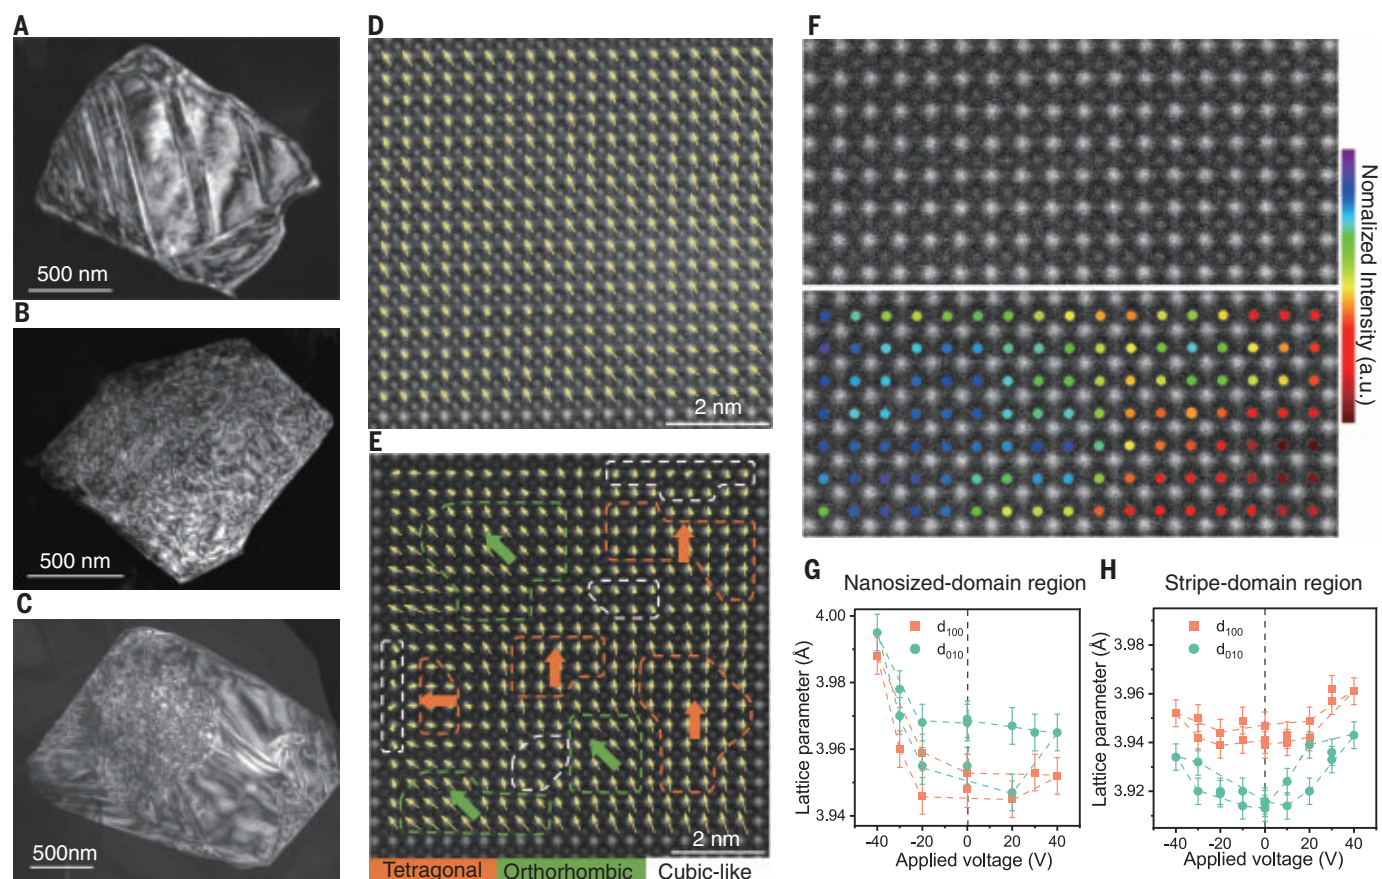 A
500 nm
B
500 nm
C
500nm
D
2 nm
E
2 nm
Tetragonal
Orthorhombic
Cubic-like
F
Nomalized Intensity (a.u.)
G
Nanosized-domain region
4.00
3.98
3.96
3.94
Lattice parameter (Å)
d100
d010
-40
-20
0
20
40
Applied voltage (V)
H
Stripe-domain region
3.98
3.96
3.94
3.92
Lattice parameter (Å)
d100
d010
-40
-20
0
20
40
Applied voltage (V)